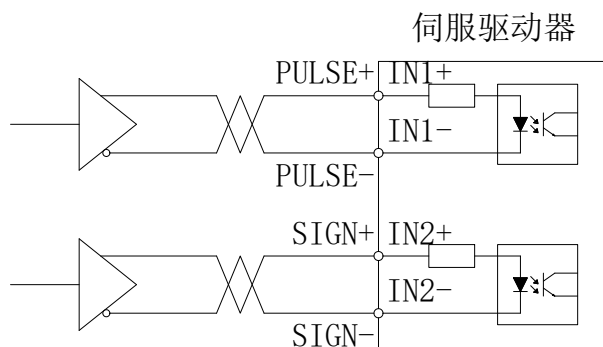 伺服驱动器
PULSE+ IN1+
IN1-
PULSE-
SIGN+ IN2+
IN2-
SIGN-